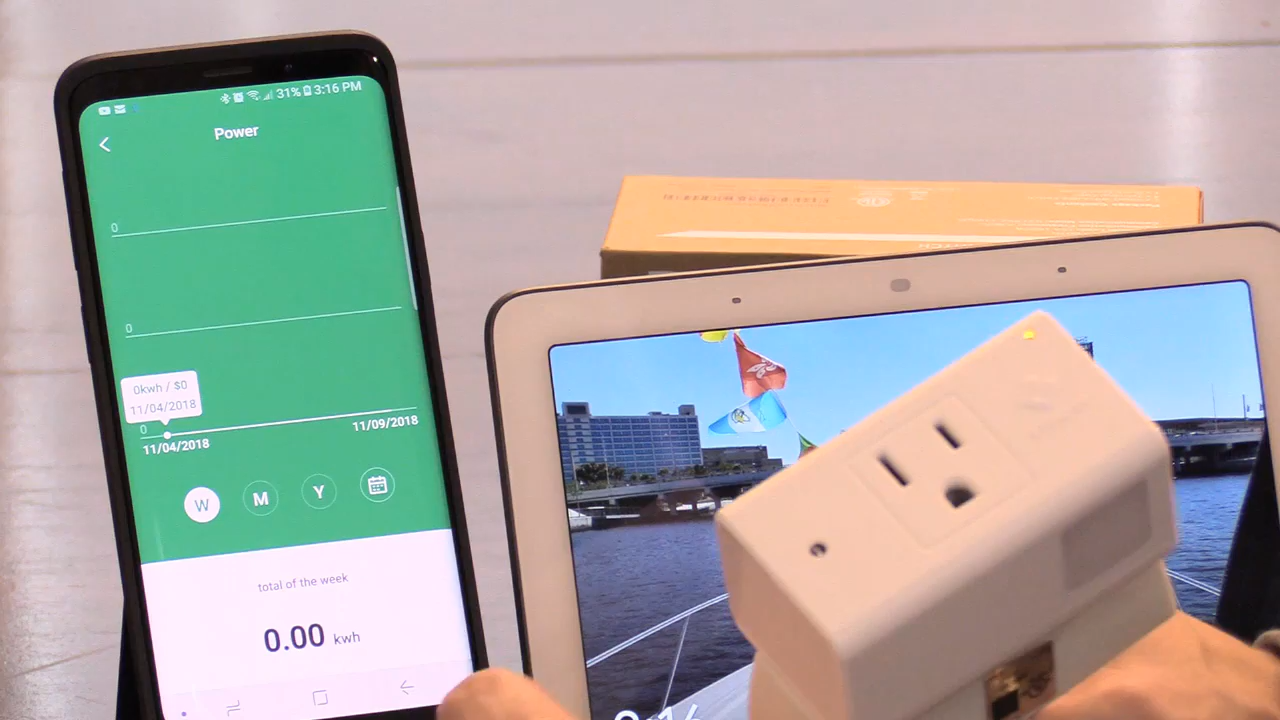 31% 3:16 PM
Power
0
0
0kwh / $0
11/04/2018
0
11/04/2018
11/09/2018
W M Y
total of the week
0.00 kwh